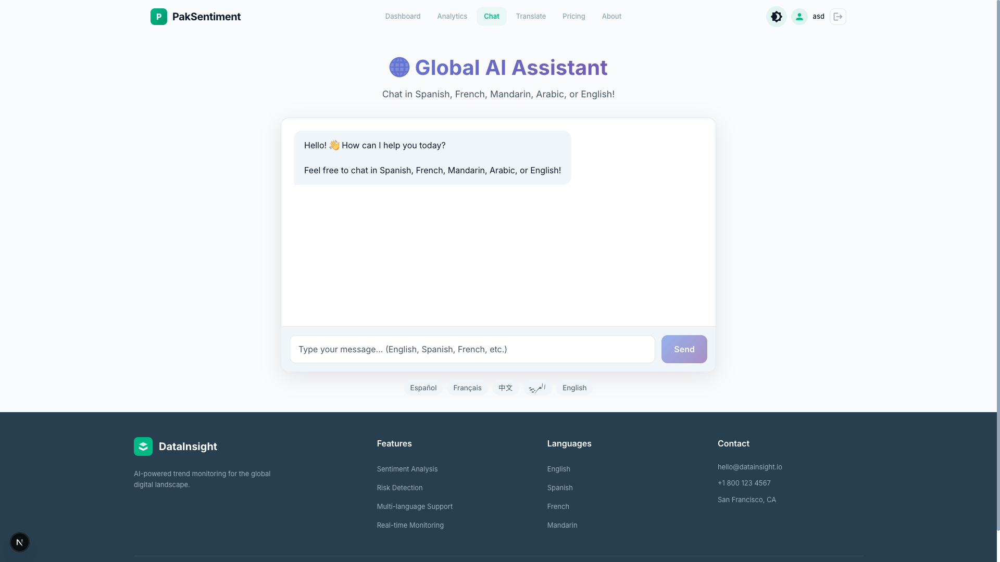 P PakSentiment
Dashboard Analytics Chat Translate Pricing About
asd
Global AI Assistant
Chat in Spanish, French, Mandarin, Arabic, or English!
Hello! 👋 How can I help you today?
Feel free to chat in Spanish, French, Mandarin, Arabic, or English!
Type your message... (English, Spanish, French, etc.)
Send
Español Français 中文 العربية English
DataInsight
AI-powered trend monitoring for the global
digital landscape.
Features
Sentiment Analysis
Risk Detection
Multi-language Support
Real-time Monitoring
Languages
English
Spanish
French
Mandarin
Contact
hello@datainsight.io
+1 800 123 4567
San Francisco, CA
N